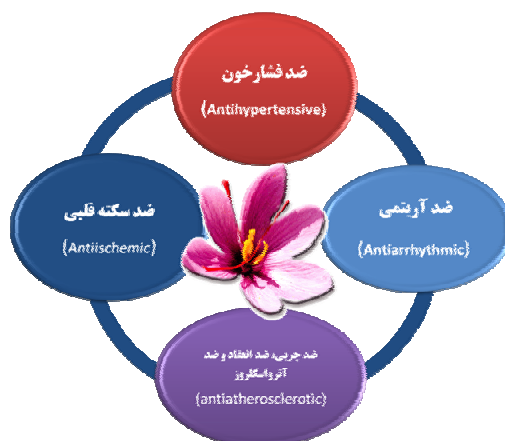 ضد فشارخون
(Antihypertensive)
ضد سکته قلبی
(Antiischemic)
ضد آریتمی
(Antiarrhythmic)
ضد چربی، ضد انعقاد و ضد
آترواسکلروز
(antiatherosclerotic)